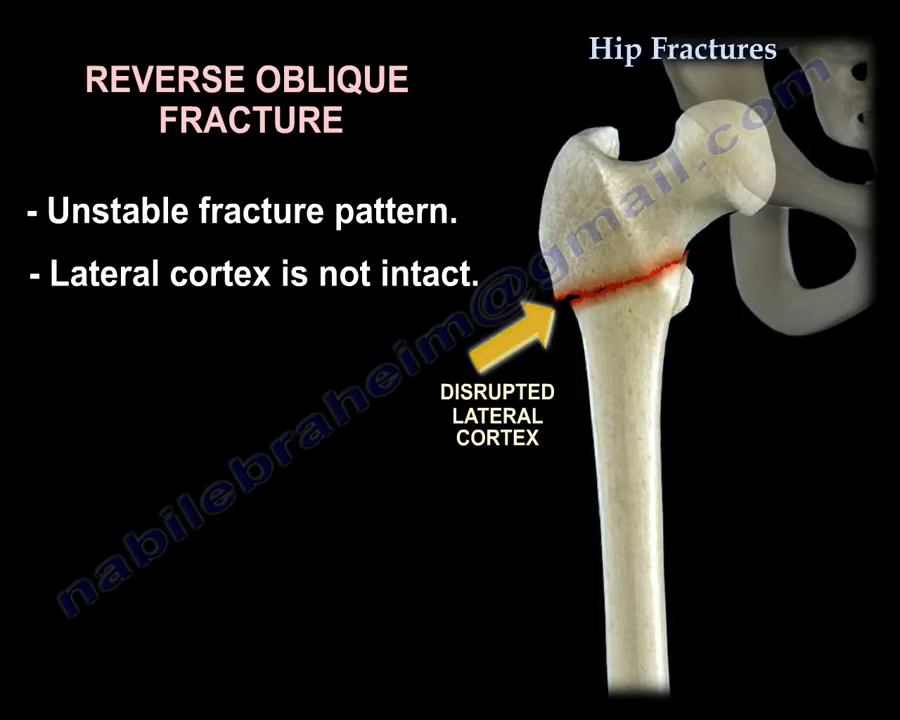 Hip Fractures
REVERSE OBLIQUE
FRACTURE
- Unstable fracture pattern.
- Lateral cortex is not intact.
DISRUPTED
LATERAL
CORTEX
nabilebraheim@gmail.com